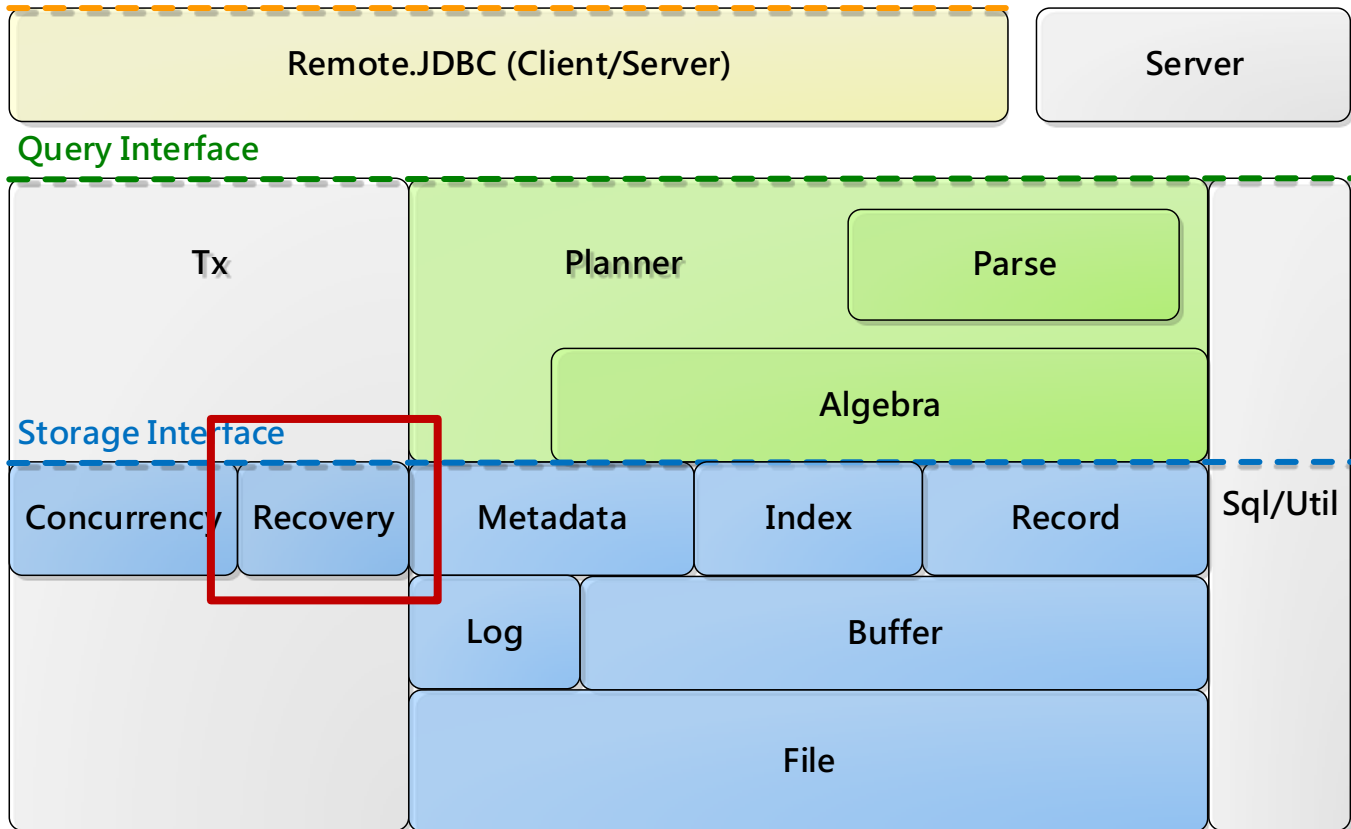 Remote.JDBC (Client/Server)
Server
Query Interface
Tx
Planner
Parse
Algebra
Storage Interface
Concurrency
Recovery
Metadata
Index
Record
Sql/Util
Log
Buffer
File